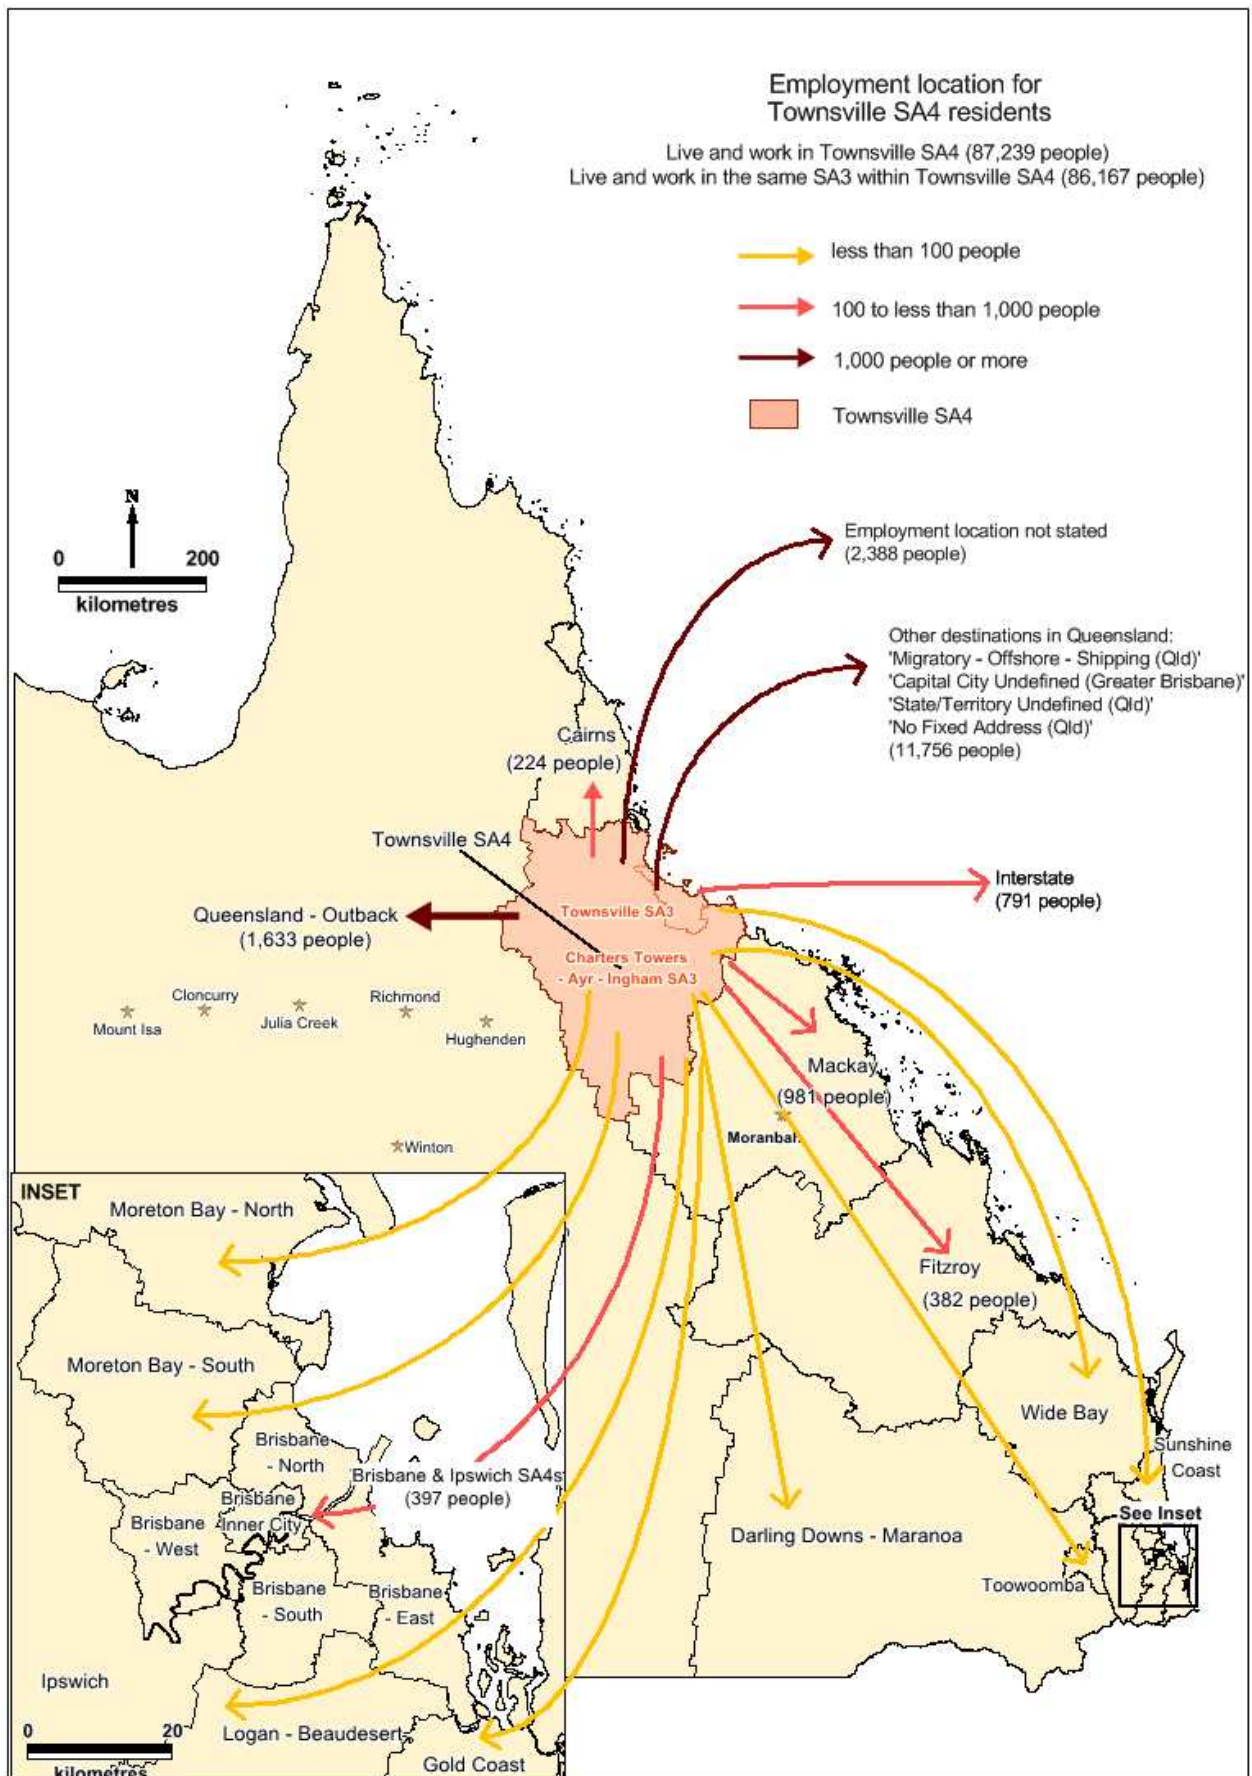 Employment location for
Townsville SA4 residents
Live and work in Townsville SA4 (87,239 people)
Live and work in the same SA3 within Townsville SA4 (86,167 people)
less than 100 people
100 to less than 1,000 people
1,000 people or more
Townsville SA4
N
0 200
kilometres
Employment location not stated
(2,388 people)
Other destinations in Queensland:
'Migratory - Offshore - Shipping (Qld)'
'Capital City Undefined (Greater Brisbane)'
'State/Territory Undefined (Qld)'
'No Fixed Address (Qld)'
(11,756 people)
Cairns
(224 people)
Townsville SA4
Interstate
(791 people)
Queensland - Outback
(1,633 people)
Townsville SA3
Charters Towers
- Ayr - Ingham SA3
Cloncurry
Mount Isa
Julia Creek
Richmond
Hughenden
Winton
Mackay
(981 people)
Moranbah
Fitzroy
(382 people)
Wide Bay
Sunshine
Coast
See Inset
Darling Downs - Maranoa
Toowoomba
INSET
Moreton Bay - North
Moreton Bay - South
Brisbane
- North
Brisbane & Ipswich SA4s
(397 people)
Brisbane
Inner City
Brisbane
- West
Brisbane
- South
Brisbane
- East
Ipswich
Logan - Beaudesert
Gold Coast
0 20
kilometres